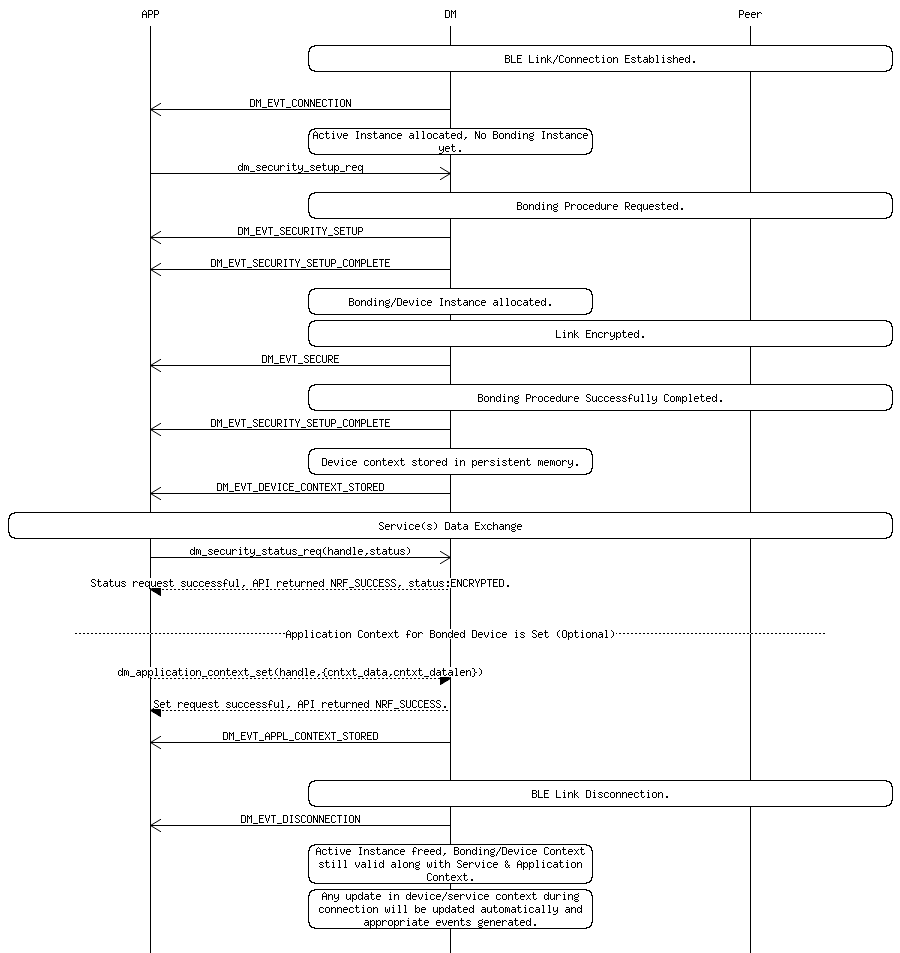 APP DM Peer
BLE Link/Connection Established.
DM_EVT_CONNECTION
Active Instance allocated, No Bonding Instance
yet.
dm_security_setup_req
Bonding Procedure Requested.
DM_EVT_SECURITY_SETUP
DM_EVT_SECURITY_SETUP_COMPLETE
Bonding/Device Instance allocated.
Link Encrypted.
DM_EVT_SECURE
Bonding Procedure Successfully Completed.
DM_EVT_SECURITY_SETUP_COMPLETE
Device context stored in persistent memory.
DM_EVT_DEVICE_CONTEXT_STORED
Service(s) Data Exchange
dm_security_status_req(handle,status)
Status request successful, API returned NRF_SUCCESS, status:ENCRYPTED.
Application Context for Bonded Device is Set (Optional)
dm_application_context_set(handle,{cntxt_data,cntxt_datalen})
Set request successful, API returned NRF_SUCCESS.
DM_EVT_APPL_CONTEXT_STORED
BLE Link Disconnection.
DM_EVT_DISCONNECTION
Active Instance freed, Bonding/Device Context
still valid along with Service & Application
Context.
Any update in device/service context during
connection will be updated automatically and
appropriate events generated.